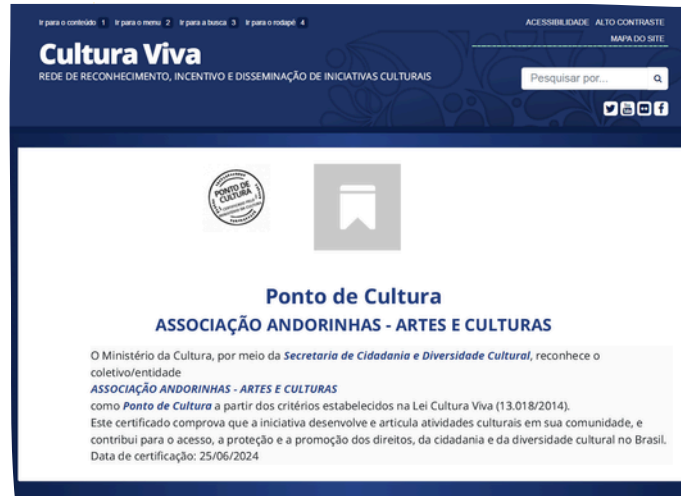 Ir para o conteúdo 1 Ir para o menu 2 Ir para a busca 3 Ir para o rodapé 4
ACESSIBILIDADE ALTO CONTRASTE
MAPA DO SITE
Cultura Viva
REDE DE RECONHECIMENTO, INCENTIVO E DISSEMINAÇÃO DE INICIATIVAS CULTURAIS
Pesquisar por...
PONTO DE
CULTURA
Ponto de Cultura
ASSOCIAÇÃO ANDORINHAS - ARTES E CULTURAS
O Ministério da Cultura, por meio da Secretaria de Cidadania e Diversidade Cultural, reconhece o
coletivo/entidade
ASSOCIAÇÃO ANDORINHAS - ARTES E CULTURAS
como Ponto de Cultura a partir dos critérios estabelecidos na Lei Cultura Viva (13.018/2014).
Este certificado comprova que a iniciativa desenvolve e articula atividades culturais em sua comunidade, e
contribui para o acesso, a proteção e a promoção dos direitos, da cidadania e da diversidade cultural no Brasil.
Data de certificação: 25/06/2024